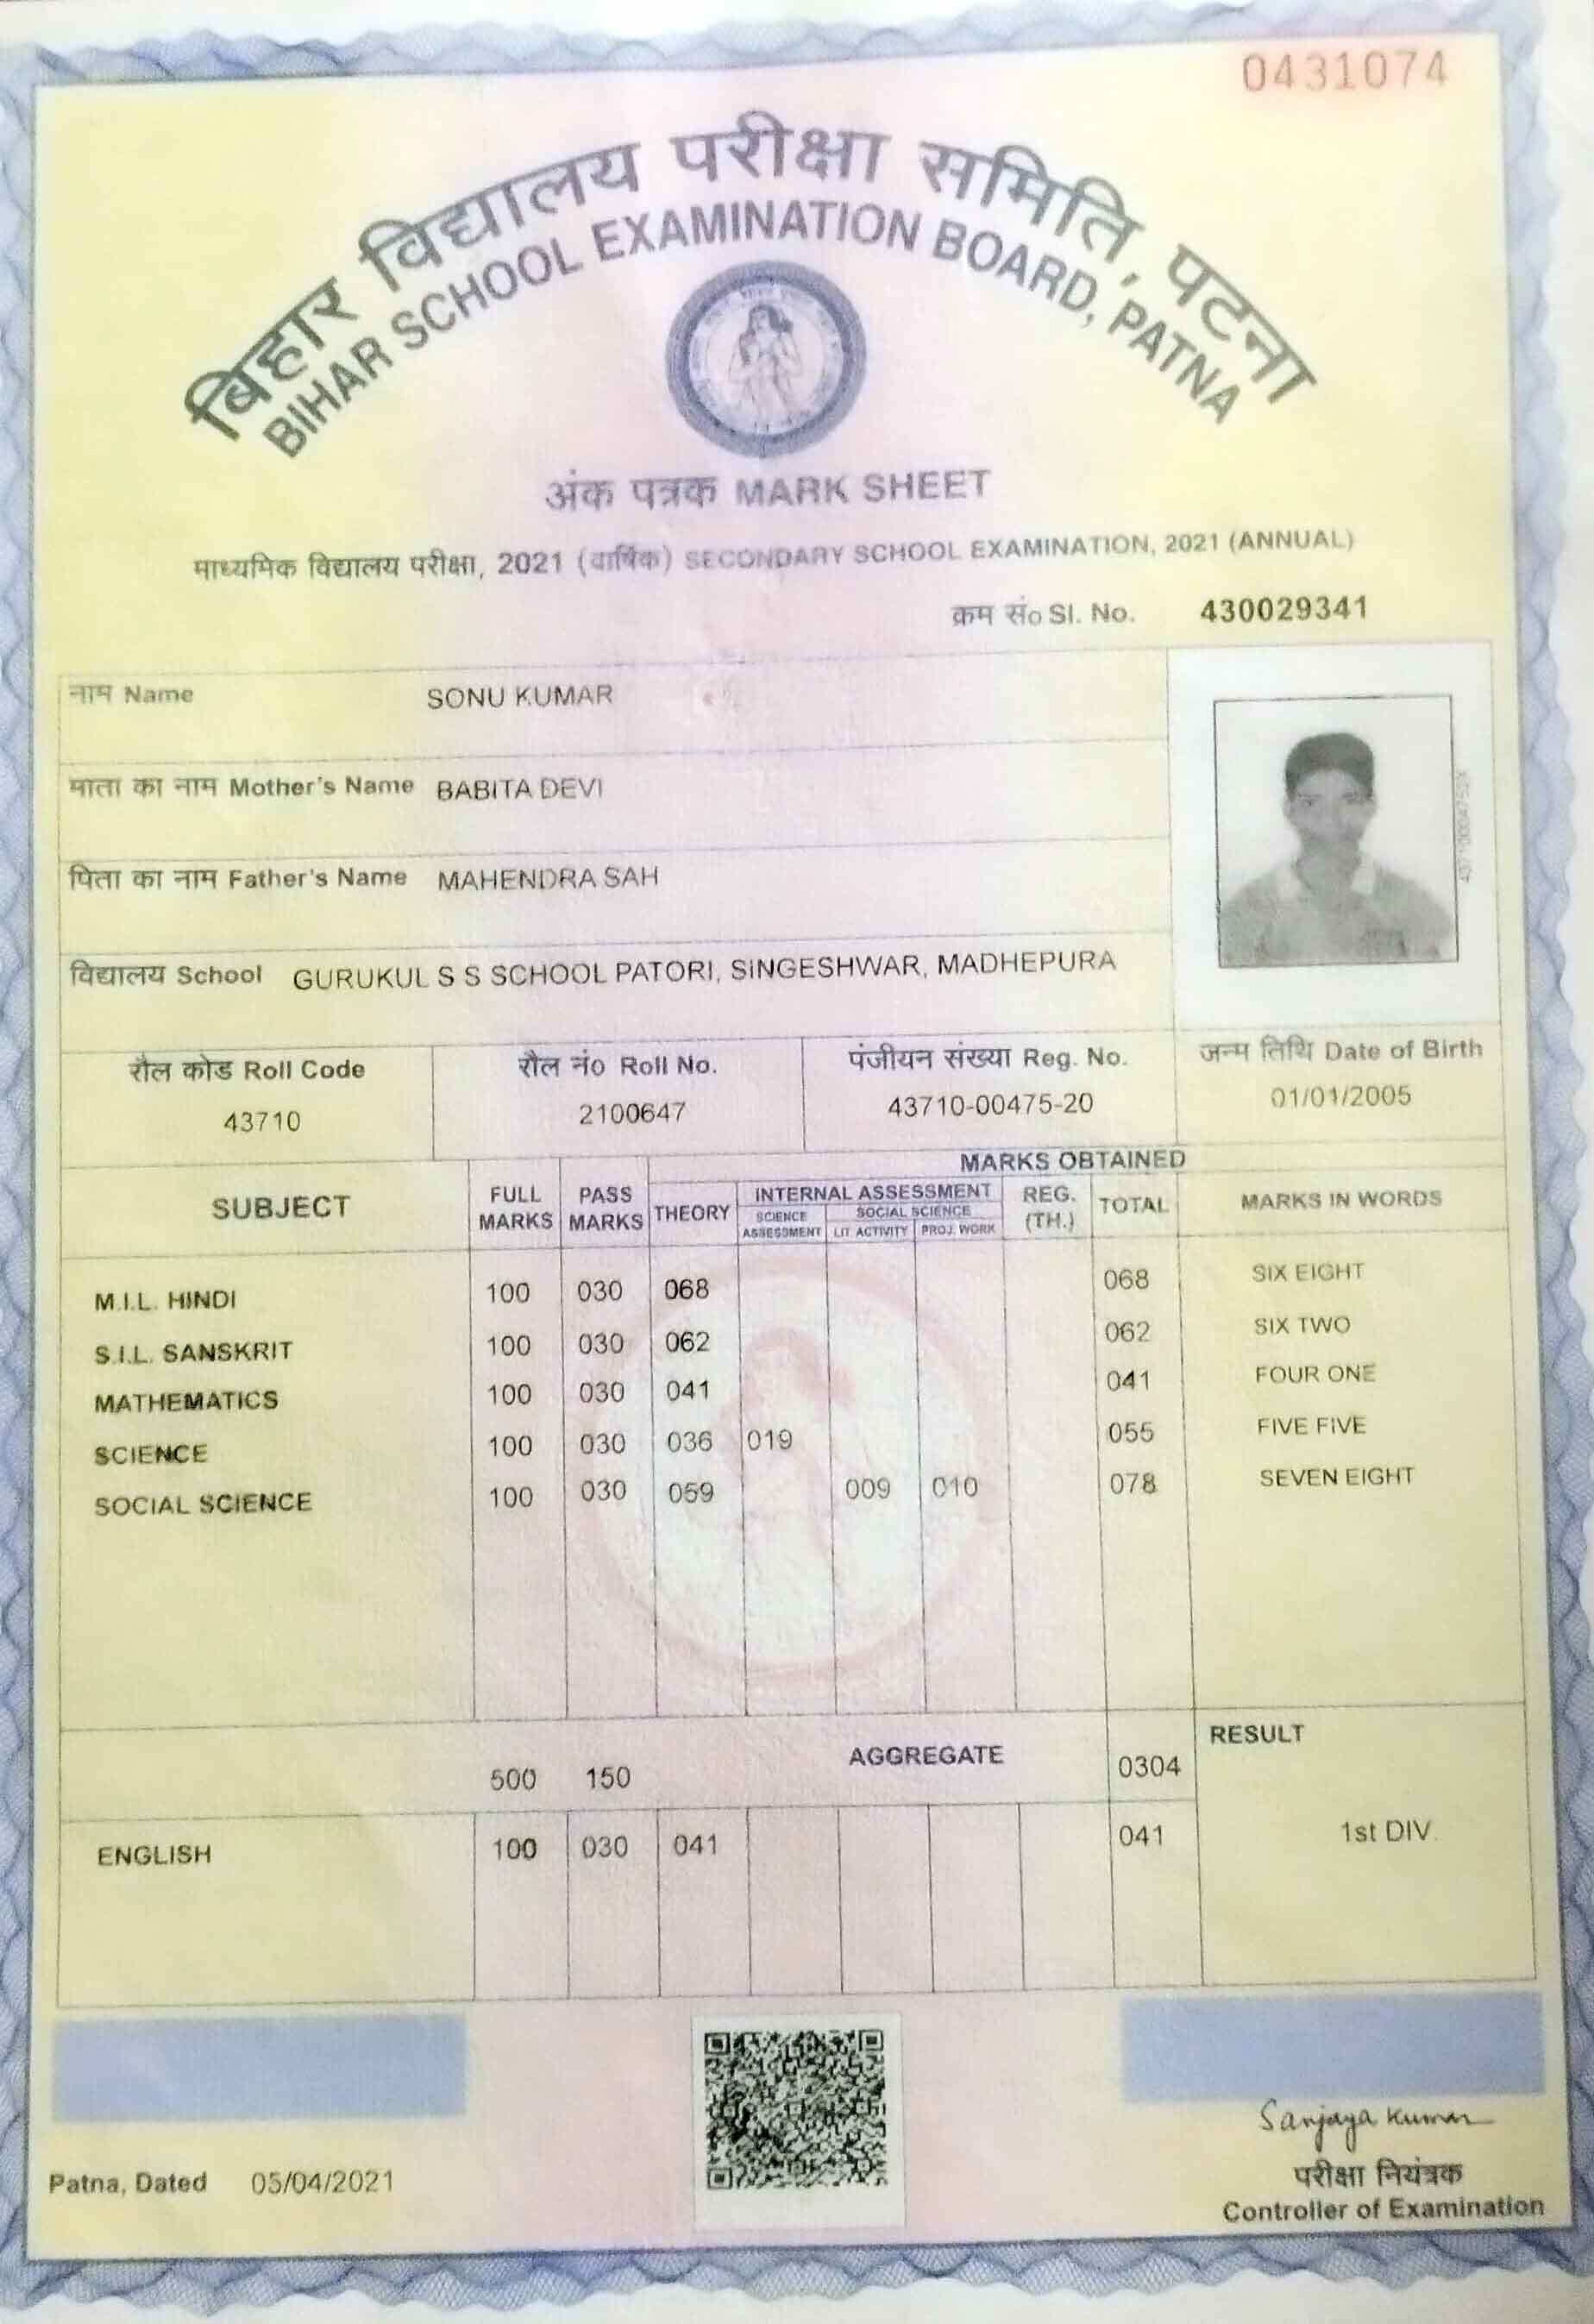 0431074
बिहार विद्यालय परीक्षा समिति, पटना
BIHAR SCHOOL EXAMINATION BOARD, PATNA
अंक पत्रक MARK SHEET
माध्यमिक विद्यालय परीक्षा, 2021 (वार्षिक) SECONDARY SCHOOL EXAMINATION, 2021 (ANNUAL)
क्रम सं० Sl. No. 430029341
नाम Name SONU KUMAR
माता का नाम Mother's Name BABITA DEVI
पिता का नाम Father's Name MAHENDRA SAH
विद्यालय School GURUKUL S S SCHOOL PATORI, SINGESHWAR, MADHEPURA
रौल कोड Roll Code रौल नं० Roll No. पंजीयन संख्या Reg. No. जन्म तिथि Date of Birth
43710 2100647 43710-00475-20 01/01/2005
MARKS OBTAINED
SUBJECT FULL MARKS PASS MARKS THEORY INTERNAL ASSESSMENT REG. (TH.) TOTAL MARKS IN WORDS
SCIENCE ASSESSMENT SOCIAL SCIENCE
LIT. ACTIVITY PROJ. WORK
M.I.L. HINDI 100 030 068 068 SIX EIGHT
S.I.L. SANSKRIT 100 030 062 062 SIX TWO
MATHEMATICS 100 030 041 041 FOUR ONE
SCIENCE 100 030 036 019 055 FIVE FIVE
SOCIAL SCIENCE 100 030 059 009 010 078 SEVEN EIGHT
500 150 AGGREGATE 0304 RESULT
ENGLISH 100 030 041 041 1st DIV.
Sanjaya Kumar
परीक्षा नियंत्रक
Patna, Dated 05/04/2021
Controller of Examination